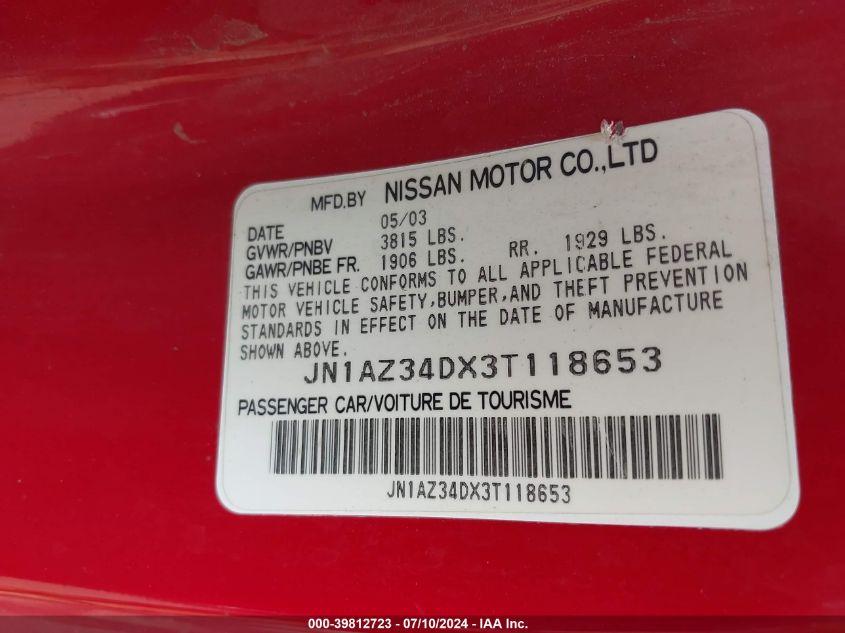 MFD.BY NISSAN MOTOR CO.,LTD
DATE 05/03
GVWR/PNBV 3815 LBS.
GAWR/PNBE FR. 1906 LBS. RR. 1929 LBS.
THIS VEHICLE CONFORMS TO ALL APPLICABLE FEDERAL
MOTOR VEHICLE SAFETY,BUMPER,AND THEFT PREVENTION
STANDARDS IN EFFECT ON THE DATE OF MANUFACTURE
SHOWN ABOVE.
JN1AZ34DX3T118653
PASSENGER CAR/VOITURE DE TOURISME
JN1AZ34DX3T118653
000-39812723 - 07/10/2024 - IAA Inc.